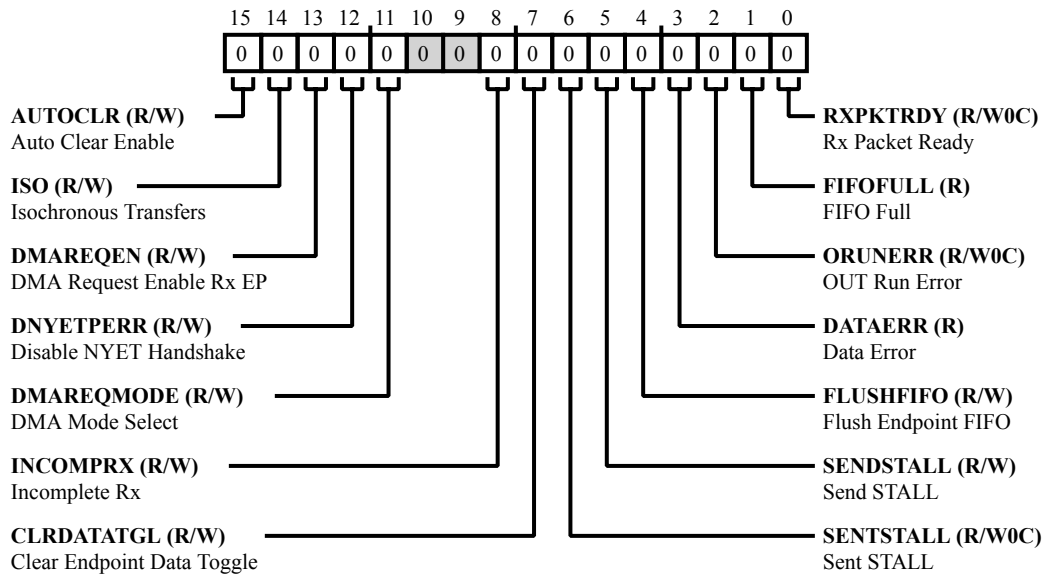 15 14 13 12 11 10 9 8 7 6 5 4 3 2 1 0
0 0 0 0 0 0 0 0 0 0 0 0 0 0 0 0
AUTOCLR (R/W)
Auto Clear Enable
ISO (R/W)
Isochronous Transfers
DMAREQEN (R/W)
DMA Request Enable Rx EP
DNYETPERR (R/W)
Disable NYET Handshake
DMAREQMODE (R/W)
DMA Mode Select
INCOMPRX (R/W)
Incomplete Rx
CLRDATATGL (R/W)
Clear Endpoint Data Toggle
RXPKTRDY (R/W0C)
Rx Packet Ready
FIFOFULL (R)
FIFO Full
ORUNERR (R/W0C)
OUT Run Error
DATAERR (R)
Data Error
FLUSHFIFO (R/W)
Flush Endpoint FIFO
SENDSTALL (R/W)
Send STALL
SENTSTALL (R/W0C)
Sent STALL